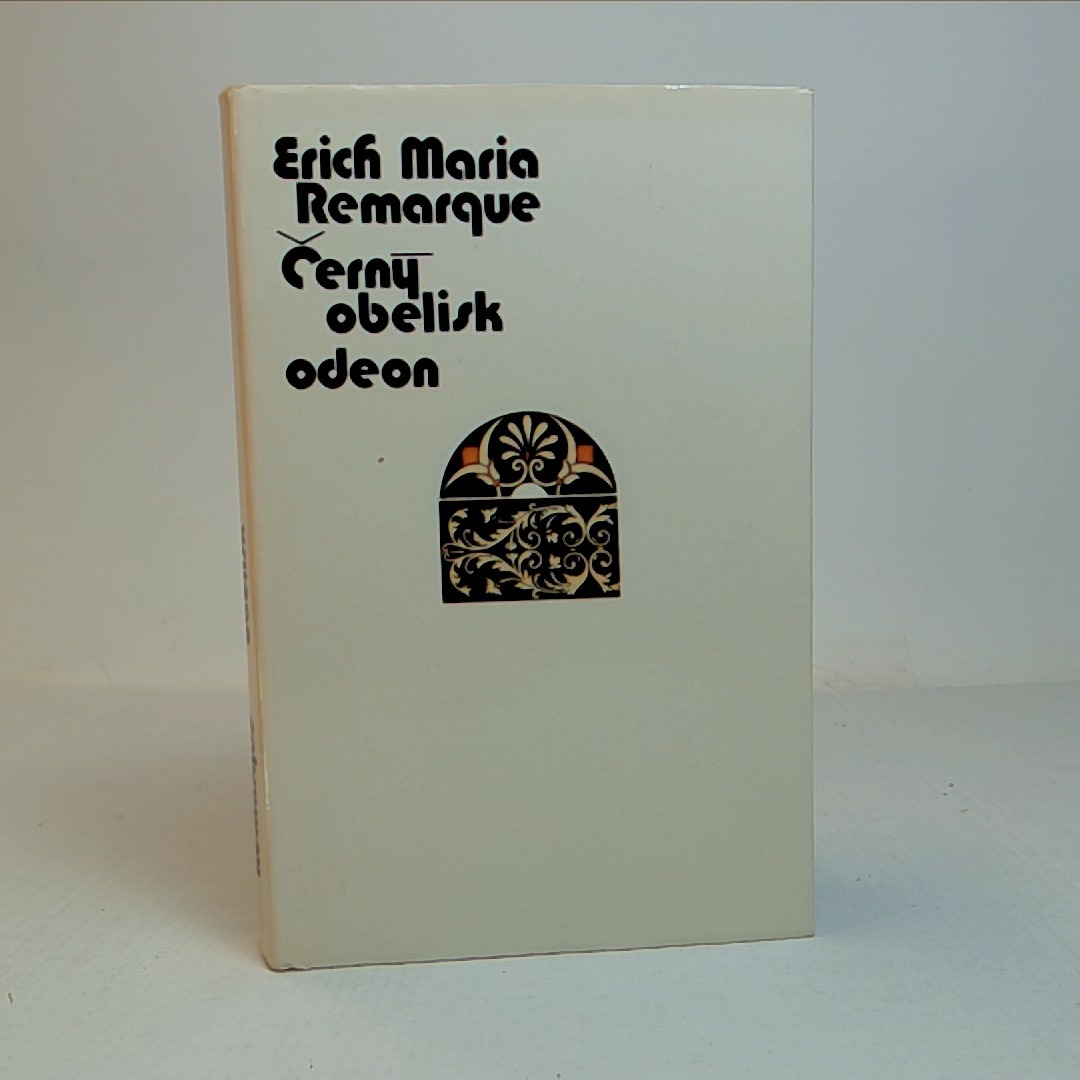 Erich Maria
Remarque
Černý
obelisk
odeon